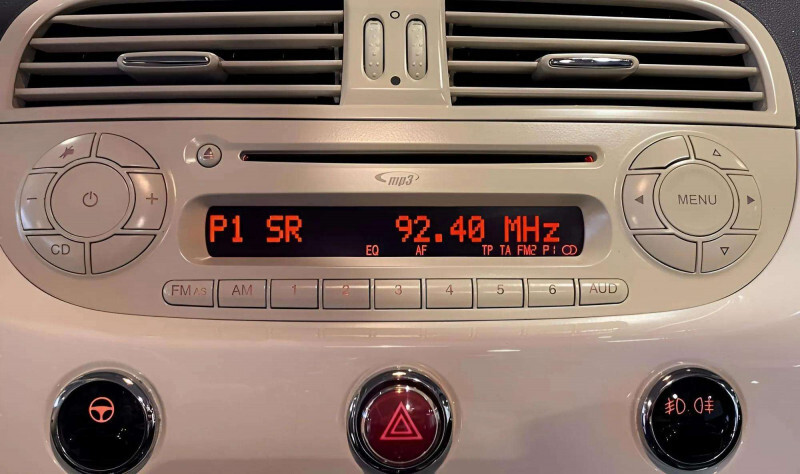 mp3
P1 SR 92.40 MHz
EQ AF TP TA FM2 P1
− +
MENU
CD
FM AS AM 1 2 3 4 5 6 AUD